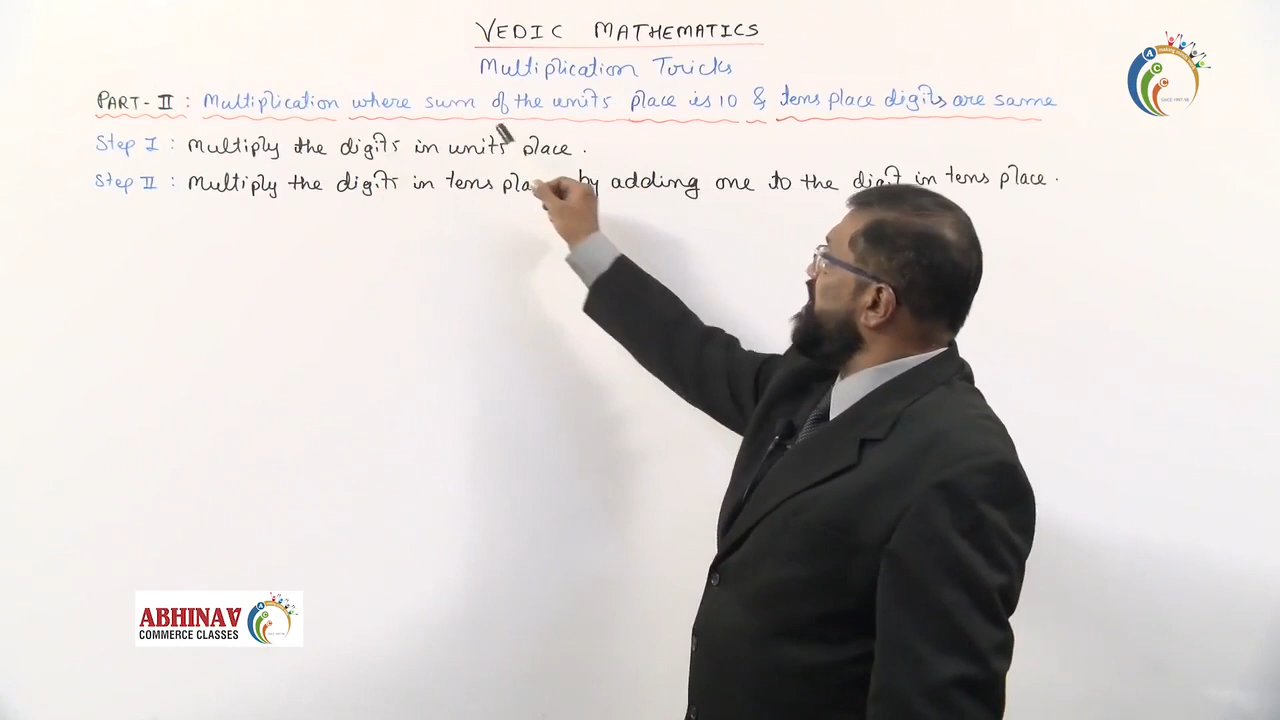 VEDIC MATHEMATICS
Multiplication Tricks
PART-II : Multiplication where sum of the units place is 10 & tens place digits are same
Step I : Multiply the digits in units place.
Step II : Multiply the digits in tens by adding one to the digit in tens place.
ABHINAV
COMMERCE CLASSES